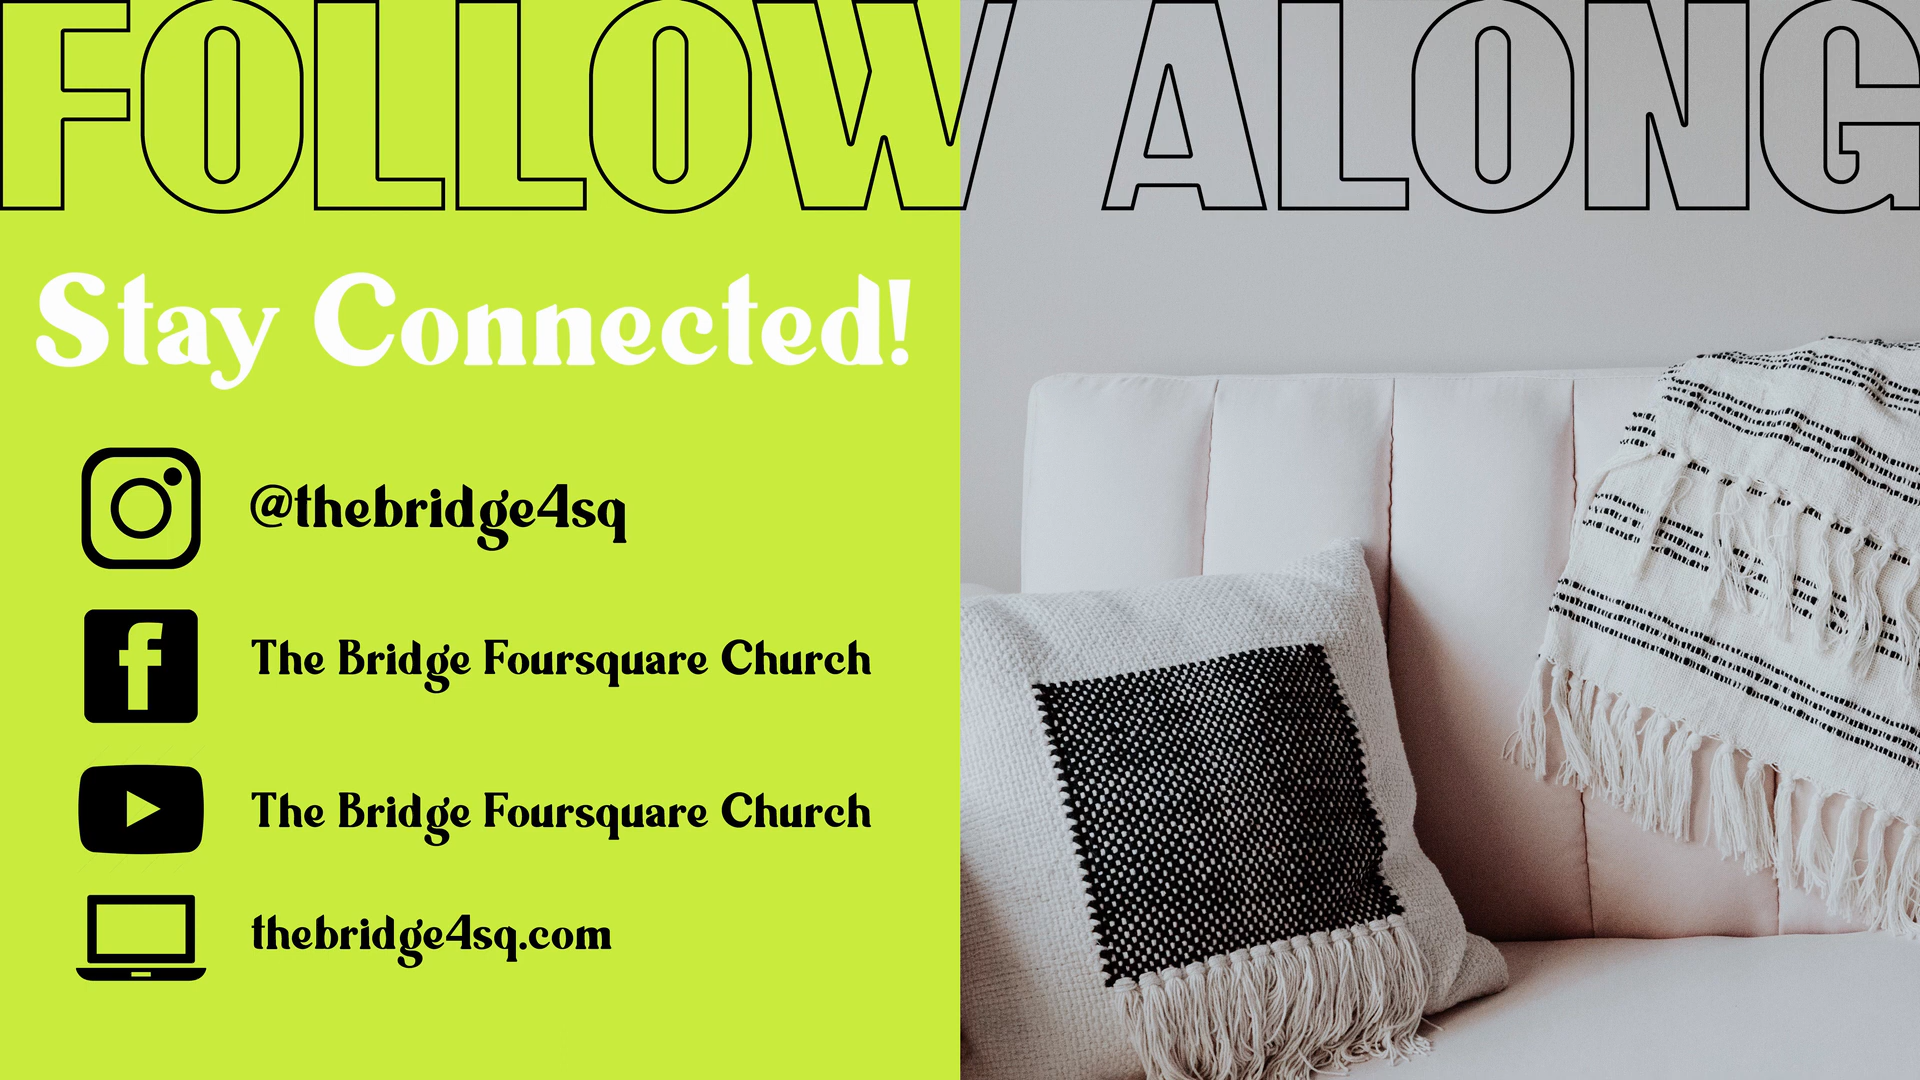 FOLLOW ALONG
Stay Connected!
@thebridge4sq
The Bridge Foursquare Church
The Bridge Foursquare Church
thebridge4sq.com